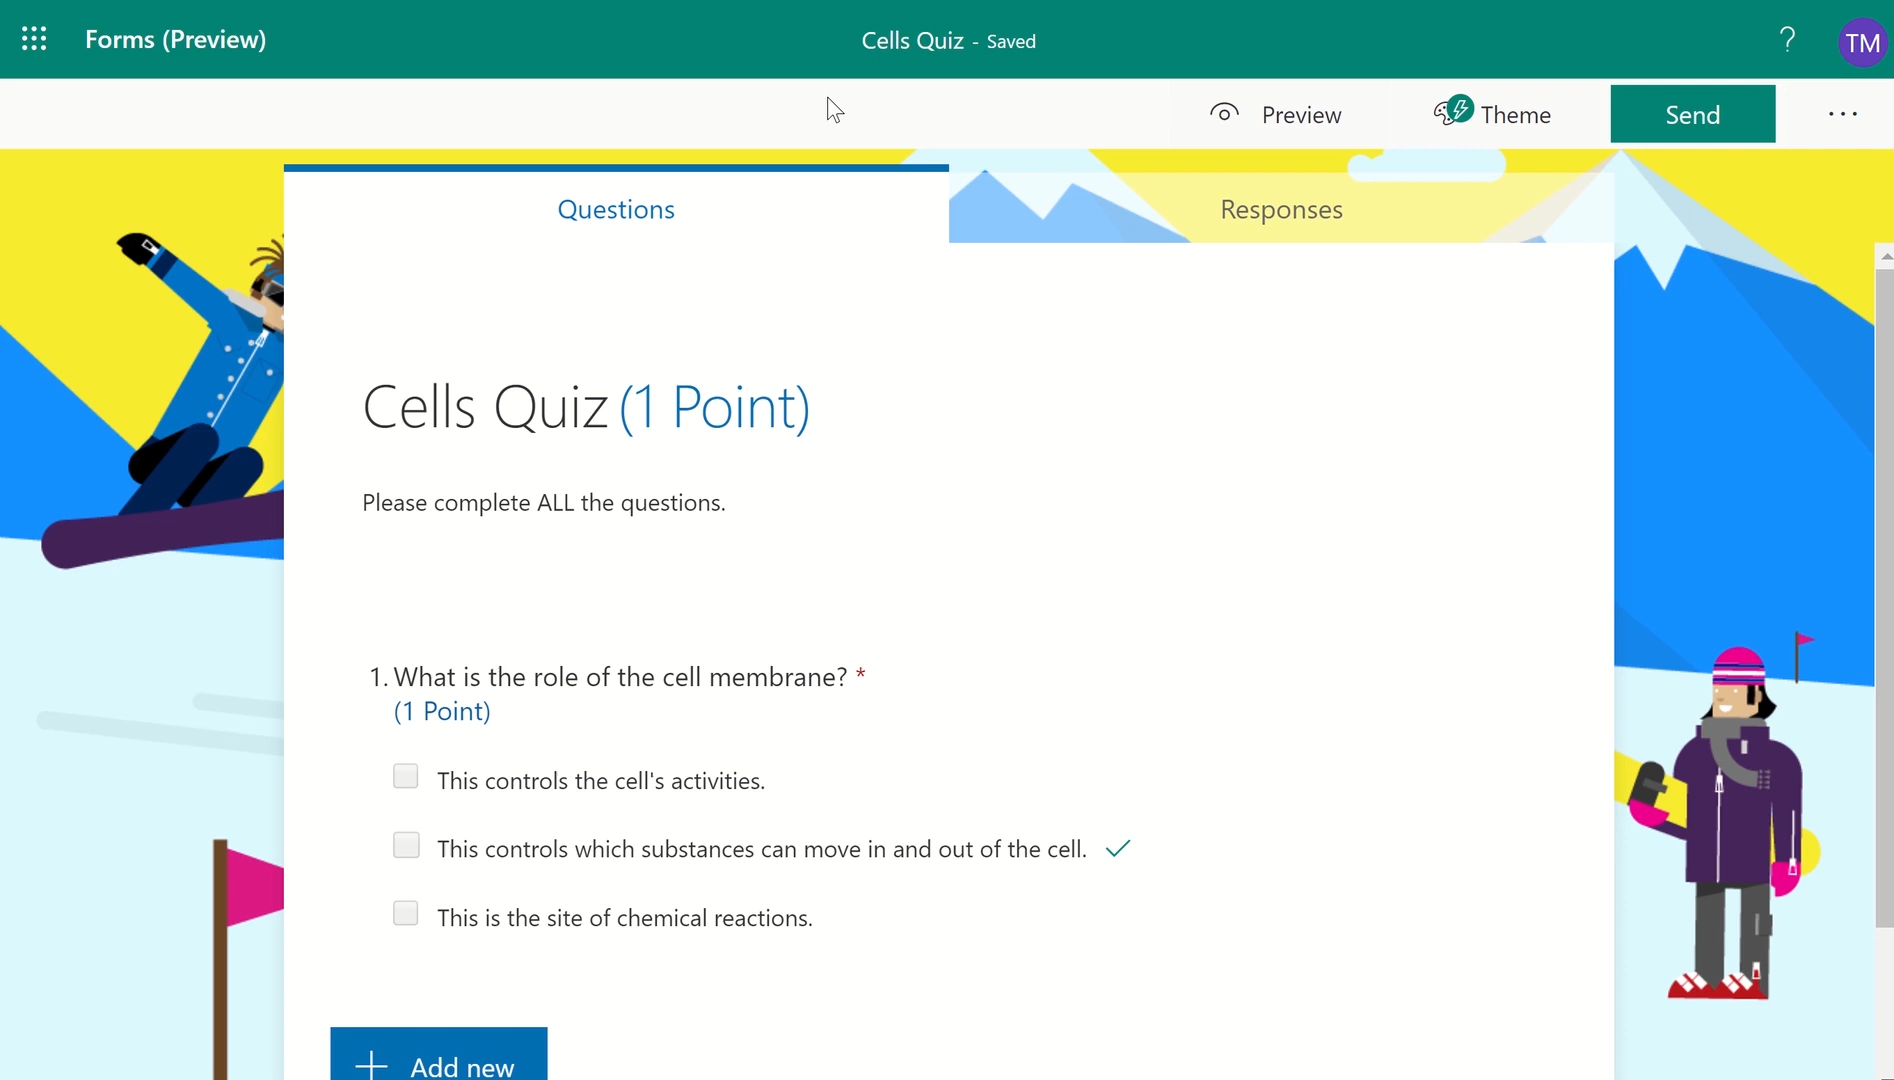 Forms (Preview)
Cells Quiz - Saved
?
TM
Preview
Theme
Send
...
Questions
Responses
Cells Quiz (1 Point)
Please complete ALL the questions.
1. What is the role of the cell membrane? *
(1 Point)
This controls the cell's activities.
This controls which substances can move in and out of the cell.
This is the site of chemical reactions.
+ Add new